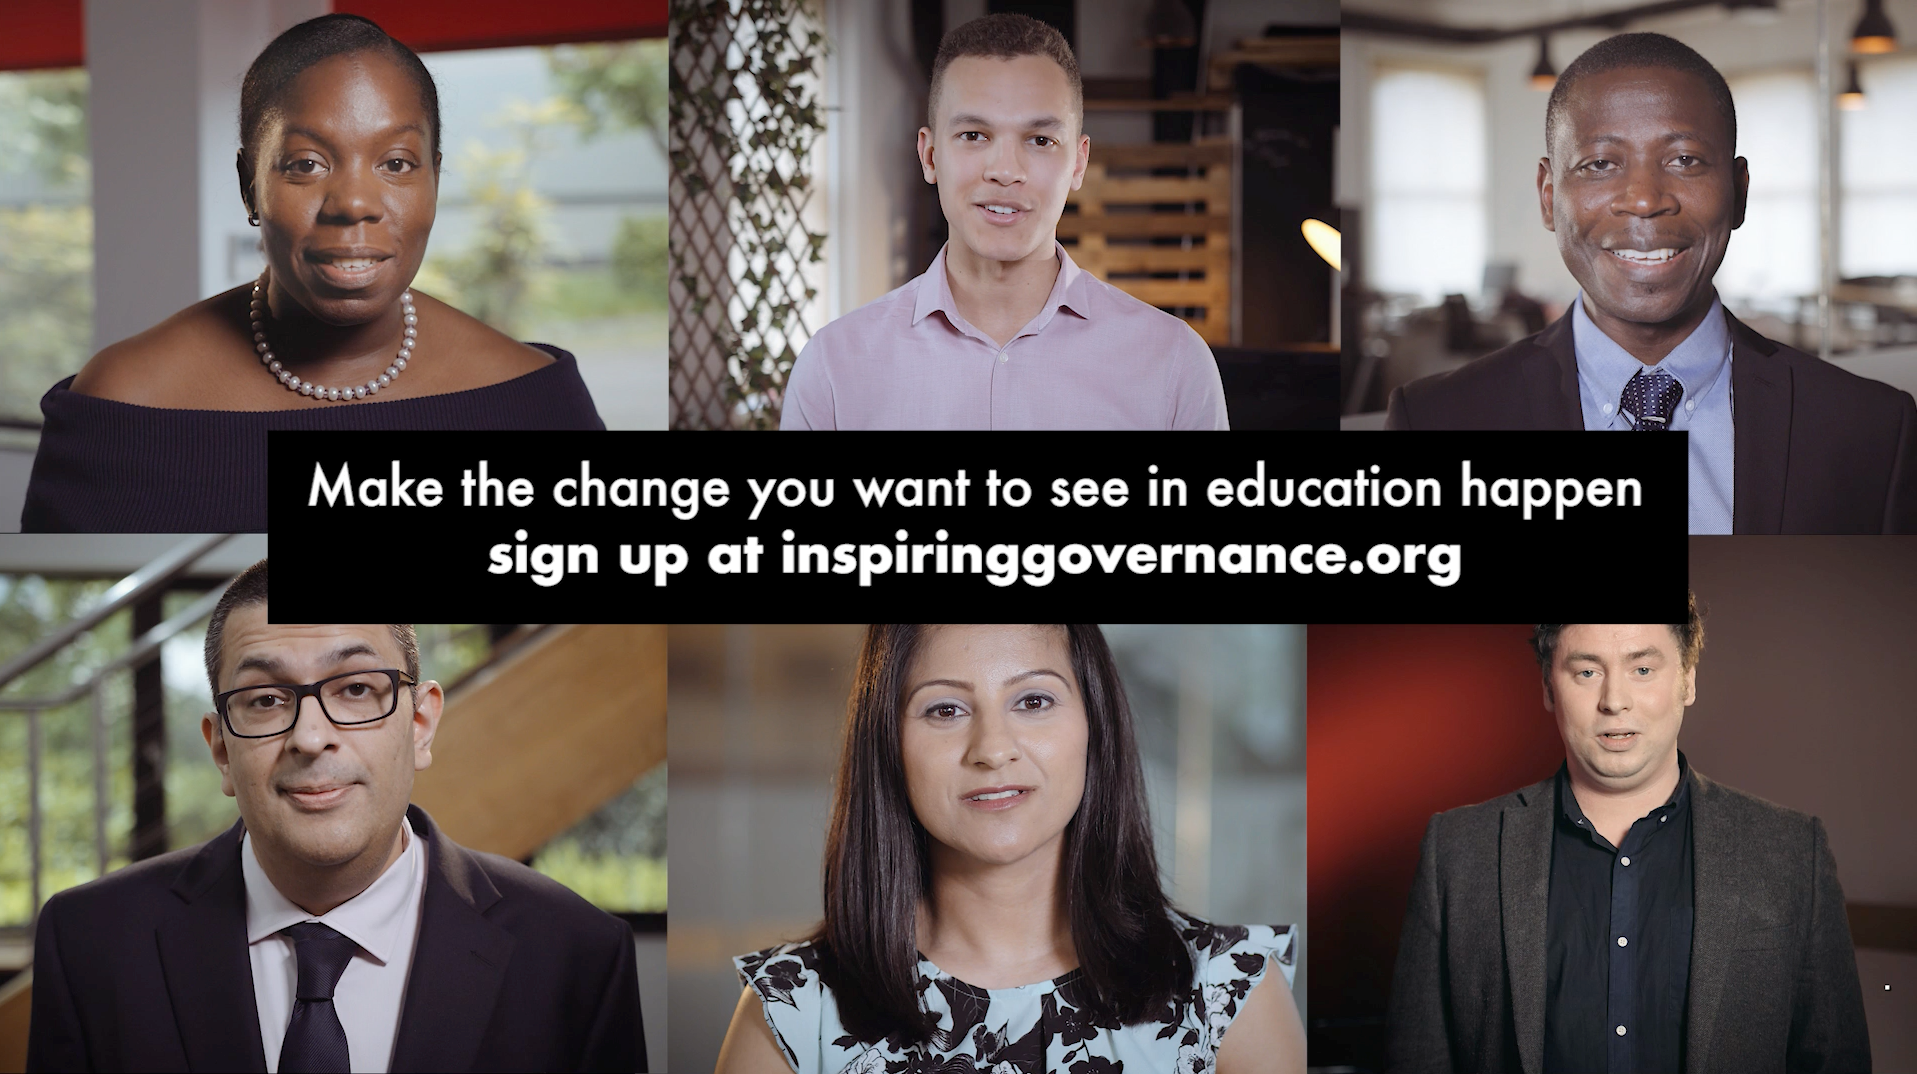 Make the change you want to see in education happen
sign up at inspiringgovernance.org